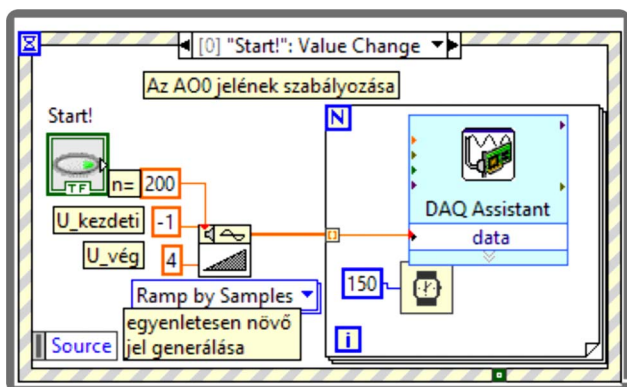 [0] "Start!": Value Change
Az AO0 jelének szabályozása
Start!
TF
n= 200
U_kezdeti -1
U_vég 4
Ramp by Samples
egyenletesen növő
jel generálása
Source
N
DAQ Assistant
data
150
i